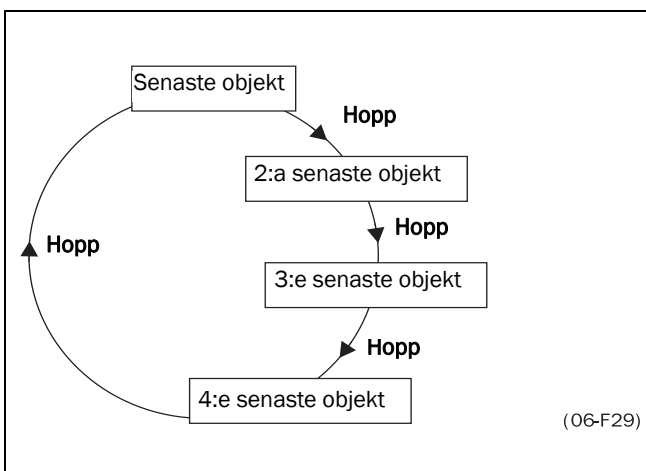 Senaste objekt
Hopp
2:a senaste objekt
Hopp
Hopp
3:e senaste objekt
Hopp
4:e senaste objekt
(06-F29)